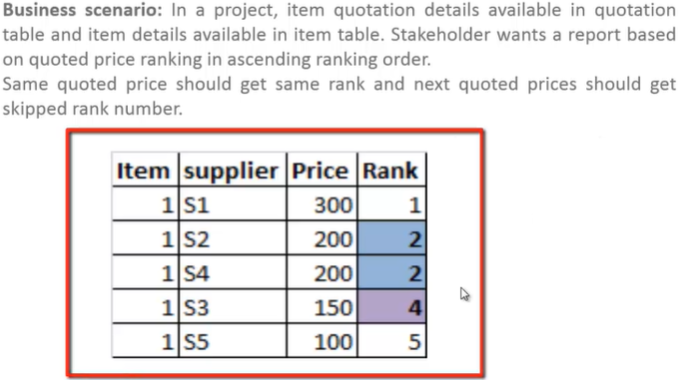 Business scenario: In a project, item quotation details available in quotation
table and item details available in item table. Stakeholder wants a report based
on quoted price ranking in ascending ranking order.
Same quoted price should get same rank and next quoted prices should get
skipped rank number.
Item supplier Price Rank
1 S1 300 1
1 S2 200 2
1 S4 200 2
1 S3 150 4
1 S5 100 5